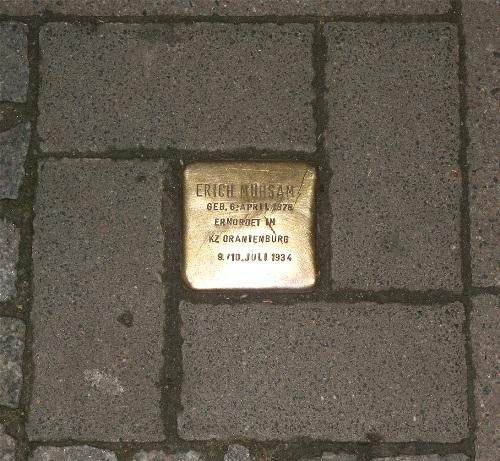 ERICH MÜHSAM
GEB. 6. APRIL 1878
ERMORDET IN
KZ ORANIENBURG
9./10. JULI 1934